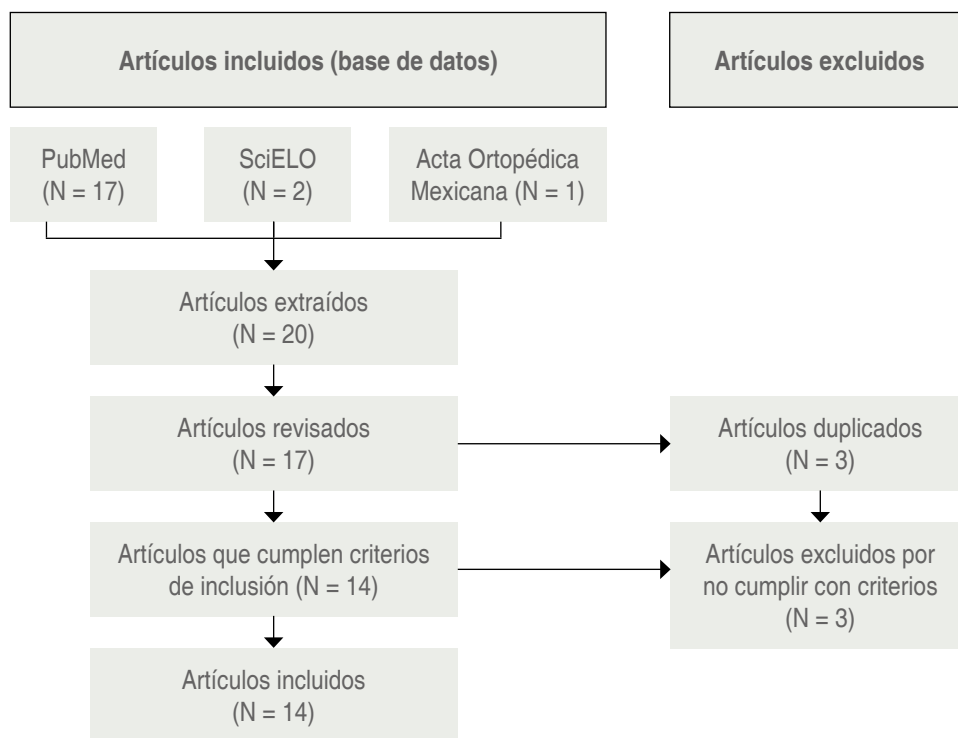 Artículos incluidos (base de datos)
Artículos excluidos
PubMed
(N = 17)
SciELO
(N = 2)
Acta Ortopédica
Mexicana (N = 1)
Artículos extraídos
(N = 20)
Artículos revisados
(N = 17)
Artículos duplicados
(N = 3)
Artículos que cumplen criterios
de inclusión (N = 14)
Artículos excluidos por
no cumplir con criterios
(N = 3)
Artículos incluidos
(N = 14)